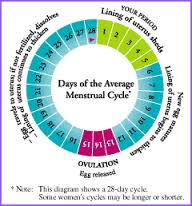 YOUR PERIOD
Lining of uterus sheds
New egg matures
Lining of uterus begins to thicken
OVULATION
Egg released
– Egg to uterus; if not fertilized, dissolves
– Lining of uterus continues to thicken
1
2
3
4
5
6
7
8
9
10
11
12
13
14
15
16
17
18
19
20
21
22
23
24
25
26
27
28
Days of the Average
Menstrual Cycle*
* Note: This diagram shows a 28-day cycle.
Some women's cycles may be longer or shorter.